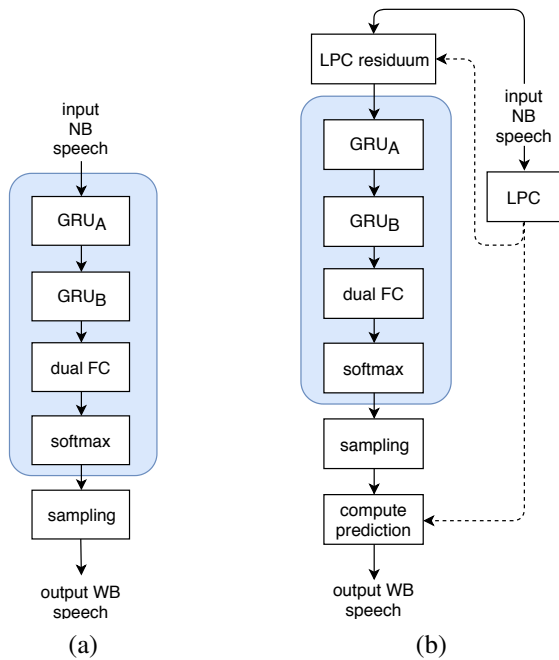 input
NB
speech
GRUA
GRUB
dual FC
softmax
sampling
output WB
speech
(a)
LPC residuum
input
NB
speech
LPC
GRUA
GRUB
dual FC
softmax
sampling
compute
prediction
output WB
speech
(b)